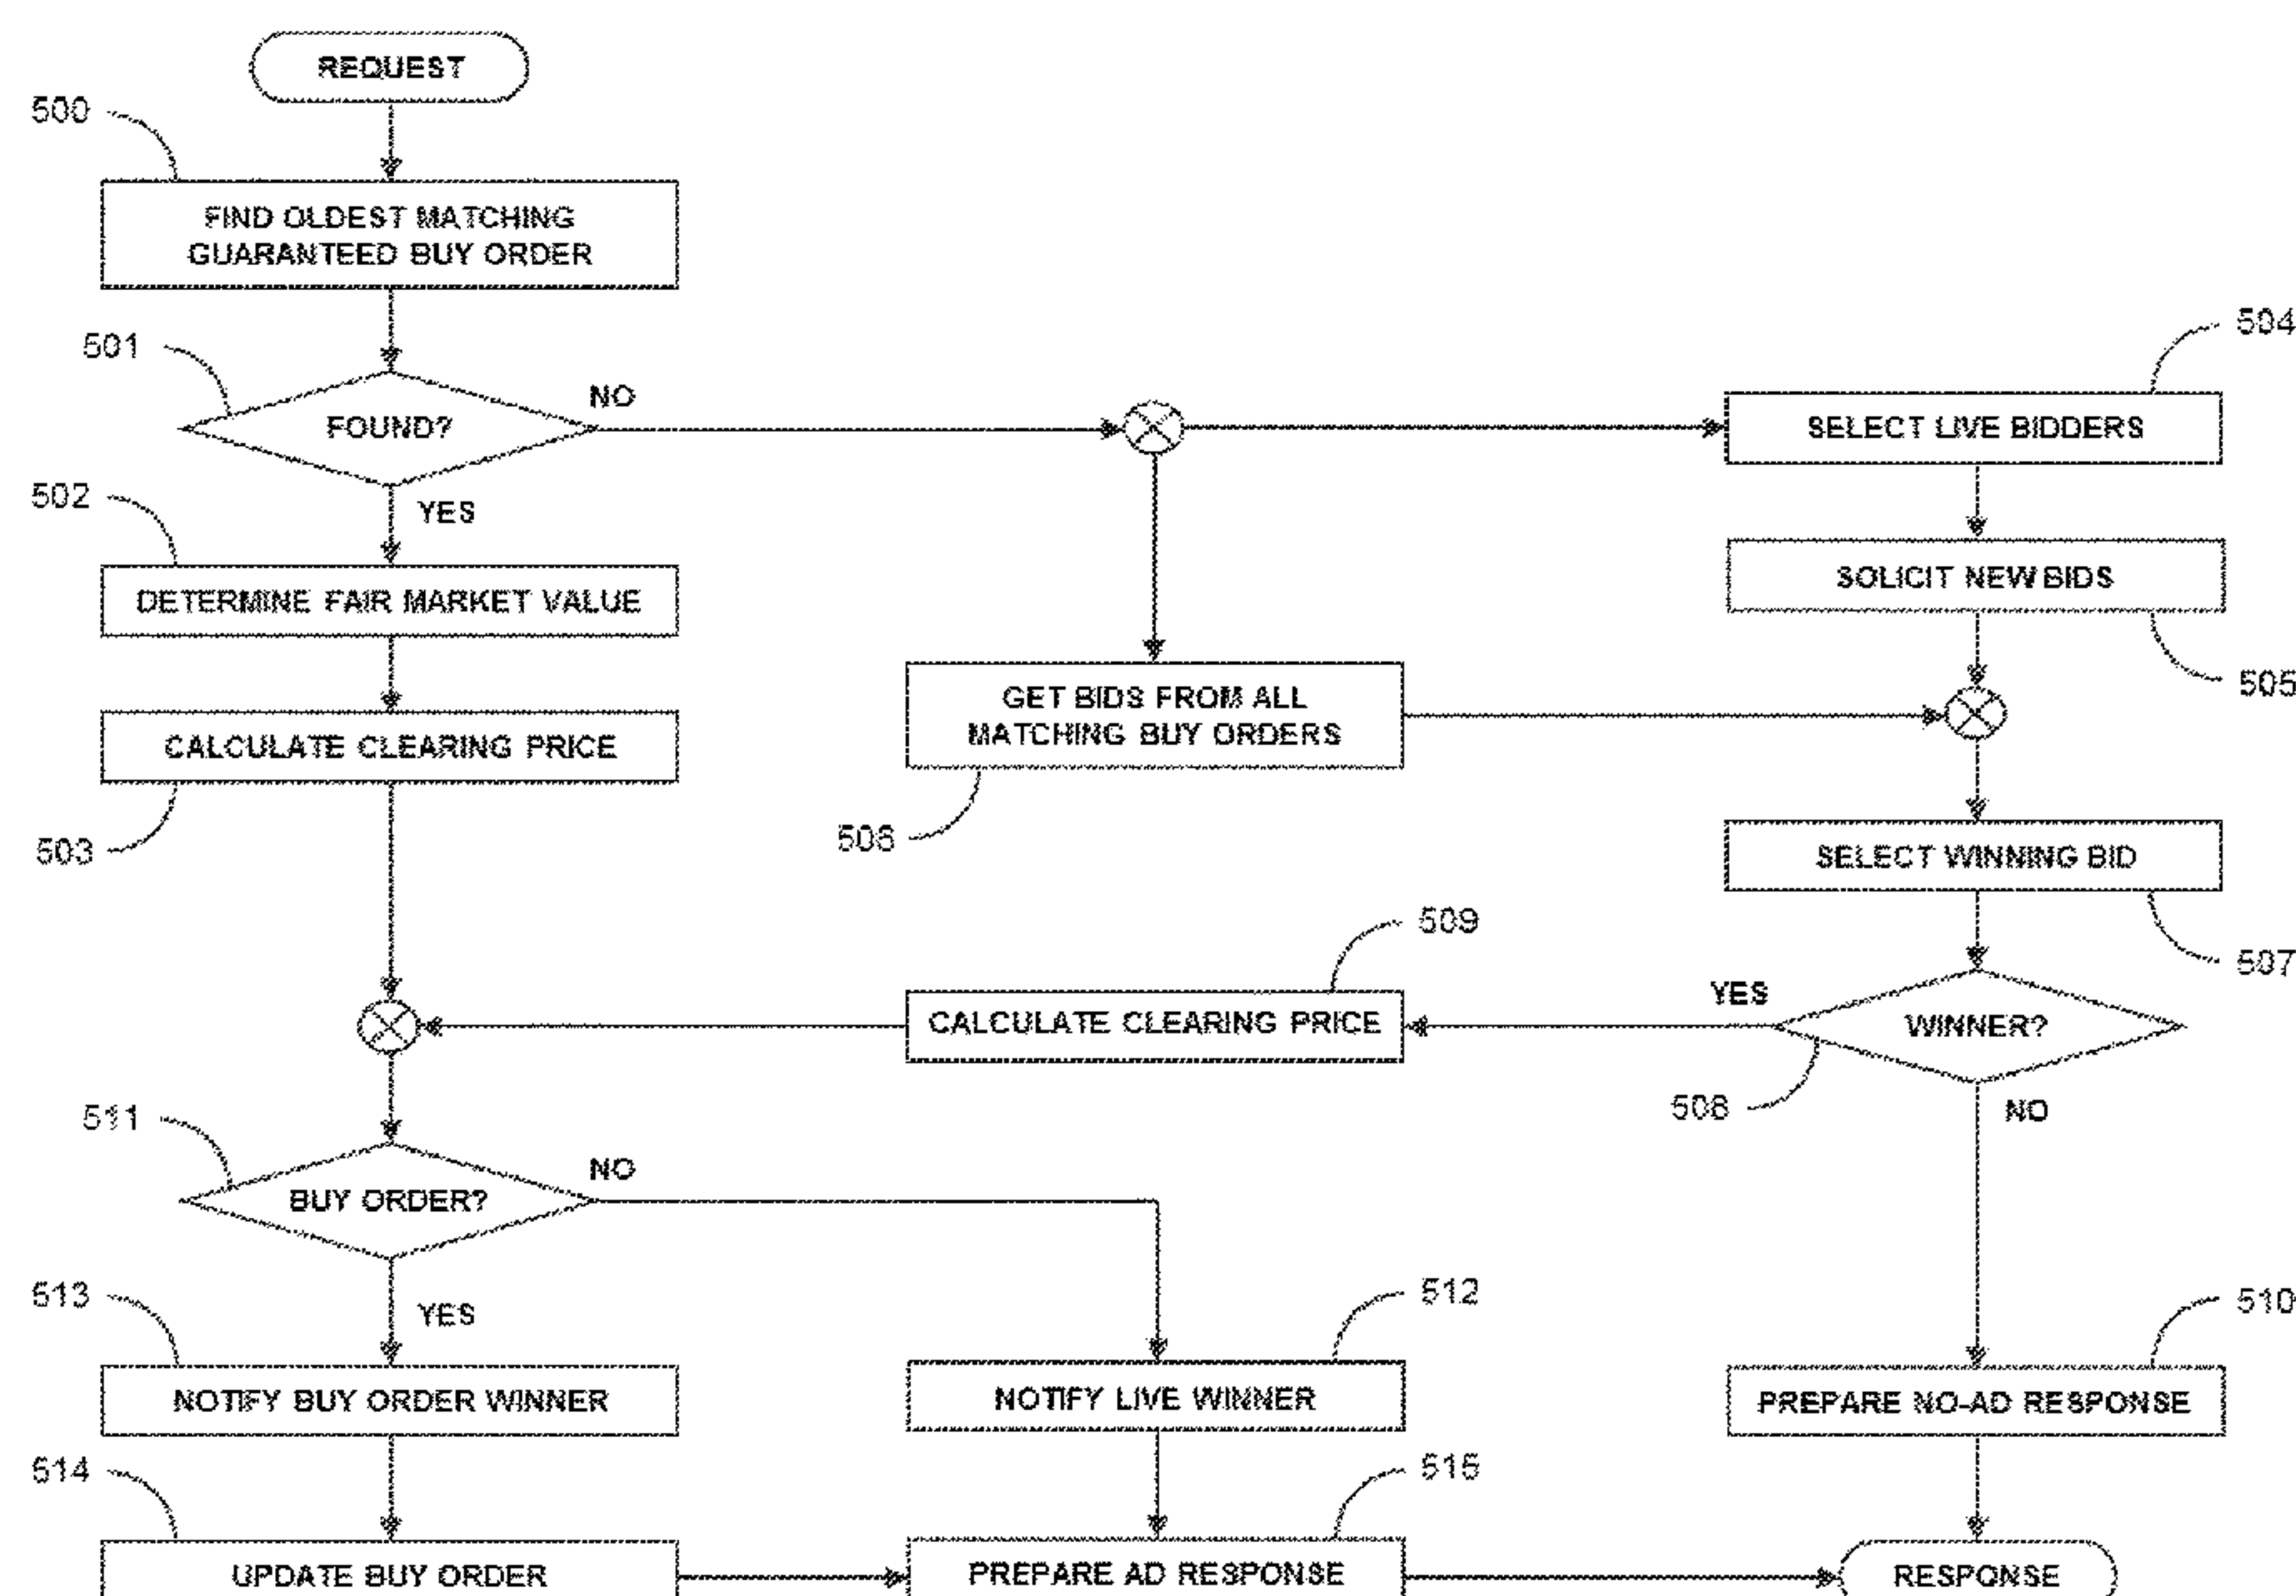 REQUEST
500
FIND OLDEST MATCHING
GUARANTEED BUY ORDER
501
FOUND?
NO
YES
504
SELECT LIVE BIDDERS
502
DETERMINE FAIR MARKET VALUE
SOLICIT NEW BIDS
505
GET BIDS FROM ALL
MATCHING BUY ORDERS
506
CALCULATE CLEARING PRICE
503
SELECT WINNING BID
507
509
CALCULATE CLEARING PRICE
YES
WINNER?
508
NO
511
BUY ORDER?
NO
YES
513
NOTIFY BUY ORDER WINNER
512
NOTIFY LIVE WINNER
510
PREPARE NO-AD RESPONSE
514
UPDATE BUY ORDER
515
PREPARE AD RESPONSE
RESPONSE